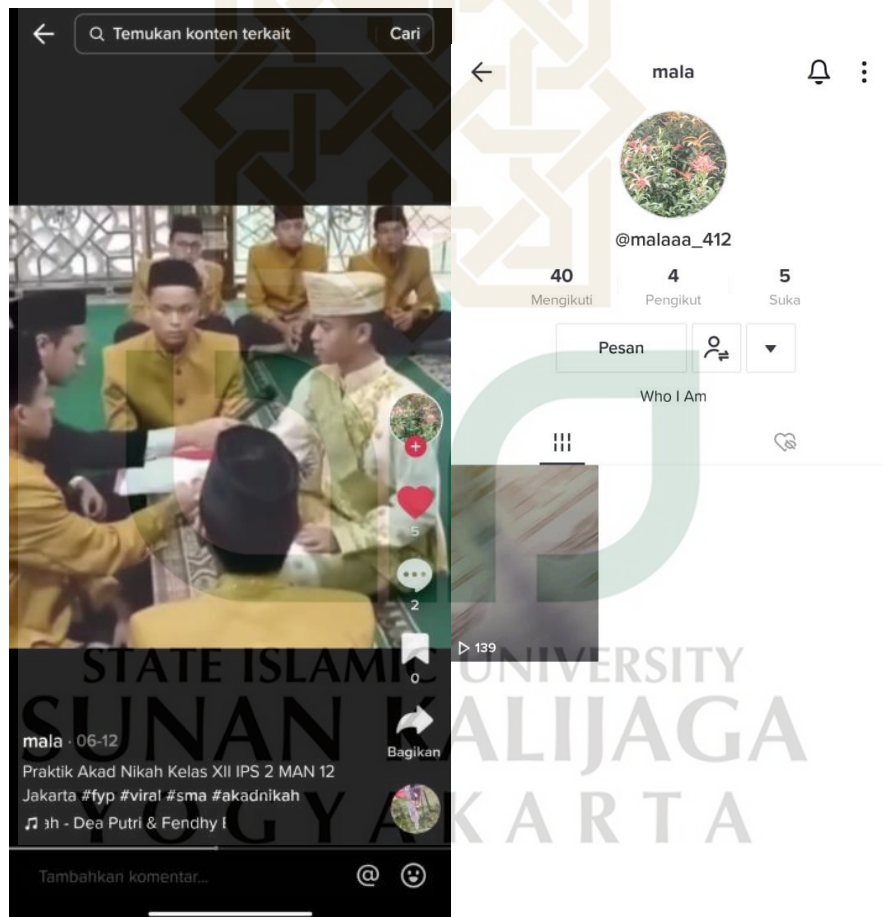 Temukan konten terkait
Cari
5
2
0
Bagikan
mala · 06-12
Praktik Akad Nikah Kelas XII IPS 2 MAN 12
Jakarta #fyp #viral #sma #akadnikah
ah - Dea Putri & Fendhy
Tambahkan komentar...
@
mala
@malaaa_412
40
Mengikuti
4
Pengikut
5
Suka
Pesan
Who I Am
139
STATE ISLAMIC UNIVERSITY
SUNAN KALIJAGA
YOGYAKARTA